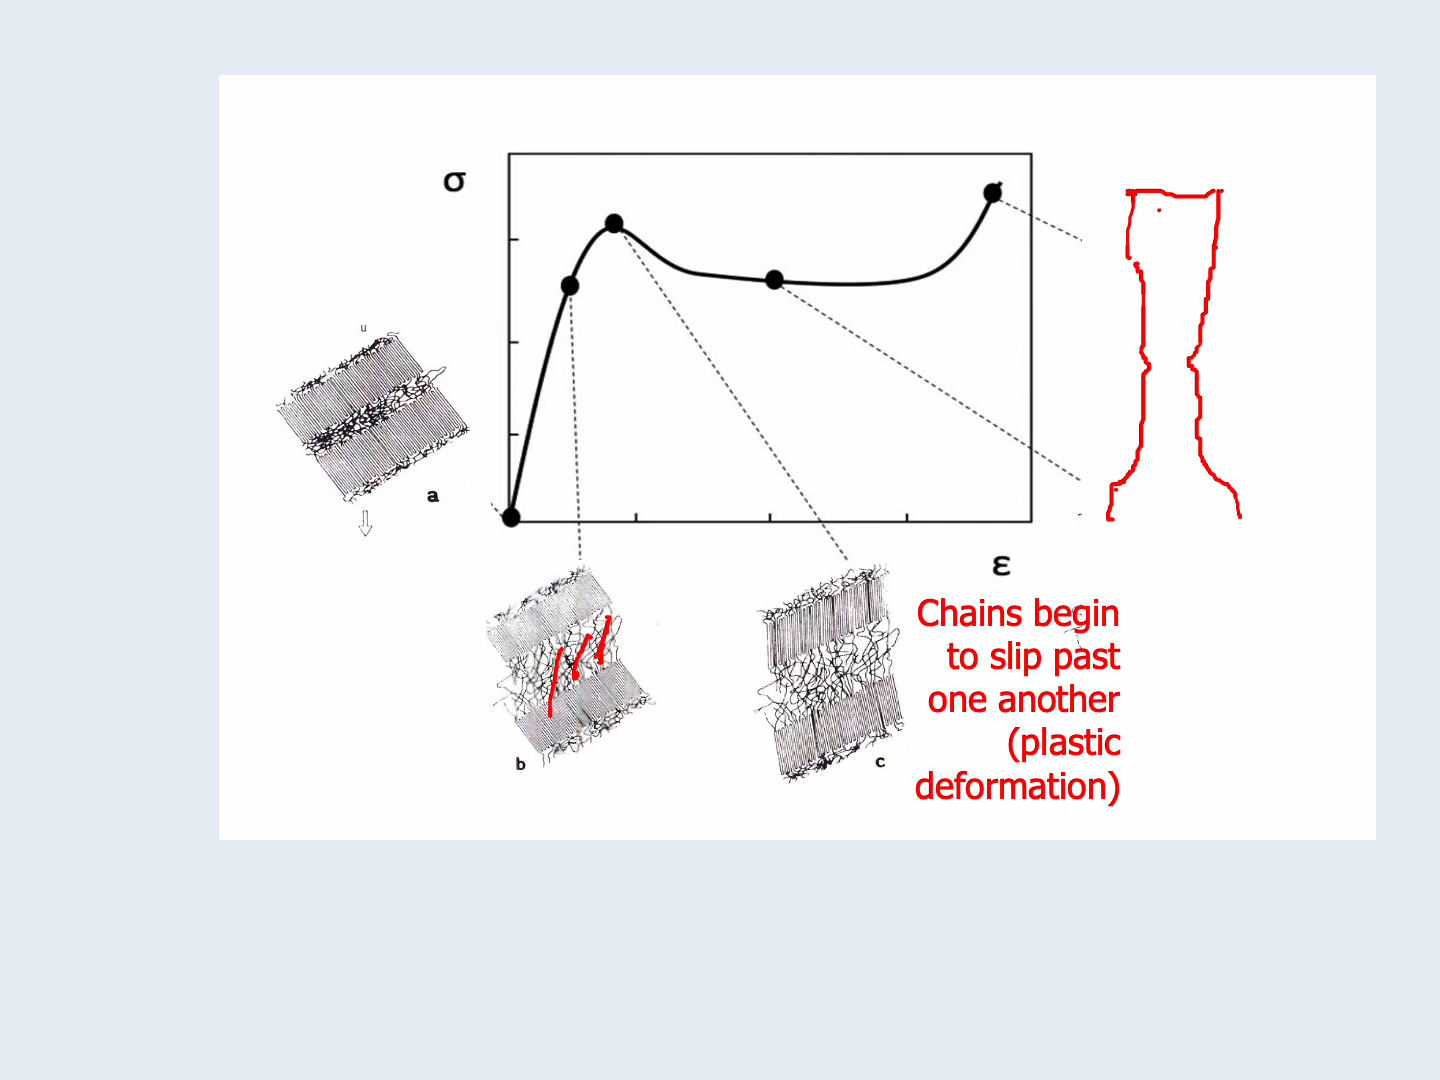 σ
u
a
ε
b
c
Chains begin
to slip past
one another
(plastic
deformation)